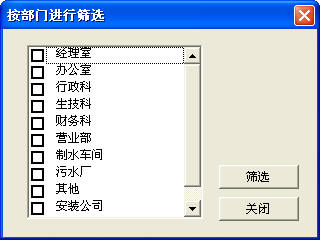 按部门进行筛选
经理室
办公室
行政科
生技科
财务科
营业部
制水车间
污水厂
其他
安装公司
筛选
关闭